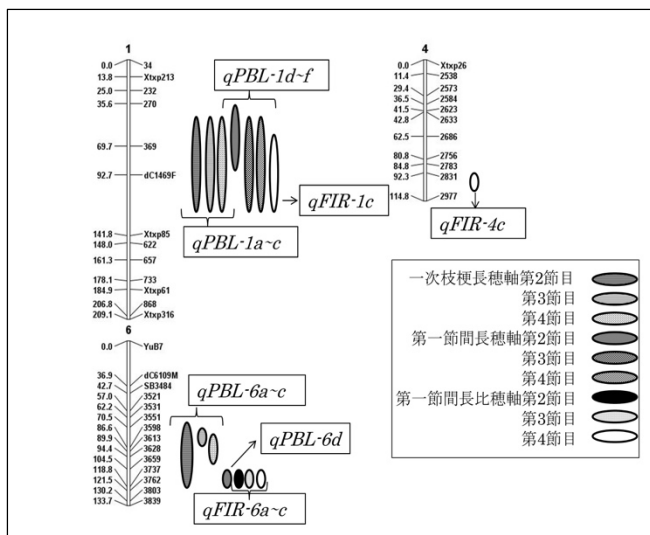 1
0.0 34
13.8 Xtxp213
25.0 232
35.6 270
69.7 369
92.7 dC1469F
141.8 Xtxp85
148.0 622
161.3 657
178.1 733
184.9 Xtxp61
206.8 868
209.1 Xtxp316
qPBL-1d~f
qFIR-1c
qPBL-1a~c
4
0.0 Xtxp26
11.4 2538
29.4 2573
36.5 2584
41.5 2623
42.8 2633
62.5 2686
80.8 2756
84.8 2783
92.3 2831
114.8 2977
qFIR-4c
6
0.0 YuB7
36.9 dC6109M
42.7 SB3484
57.0 3521
62.2 3531
70.5 3551
86.6 3598
89.9 3613
94.4 3628
104.5 3659
118.8 3737
121.5 3762
130.2 3803
133.7 3839
qPBL-6a~c
qPBL-6d
qFIR-6a~c
一次枝梗長穂軸第2節目
第3節目
第4節目
第一節間長穂軸第2節目
第3節目
第4節目
第一節間長比穂軸第2節目
第3節目
第4節目